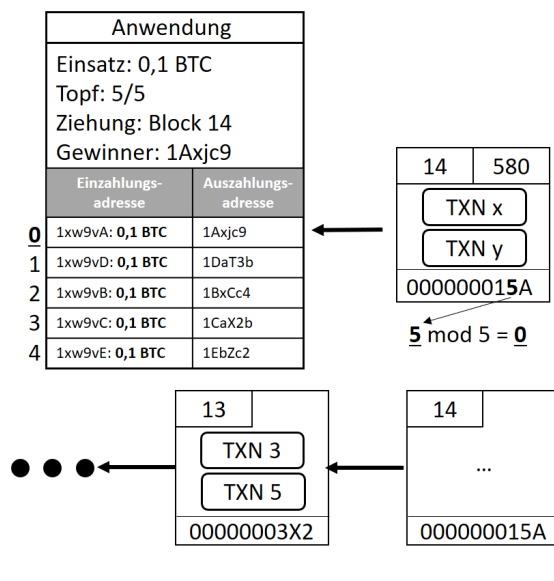 Anwendung
Einsatz: 0,1 BTC
Topf: 5/5
Ziehung: Block 14
Gewinner: 1Axjc9
Einzahlungs-
adresse
Auszahlungs-
adresse
0 1xw9vA: 0,1 BTC 1Axjc9
1 1xw9vD: 0,1 BTC 1DaT3b
2 1xw9vB: 0,1 BTC 1BxCc4
3 1xw9vC: 0,1 BTC 1CaX2b
4 1xw9vE: 0,1 BTC 1EbZc2
14 580
TXN x
TXN y
000000015A
5 mod 5 = 0
13
TXN 3
TXN 5
00000003X2
14
...
000000015A